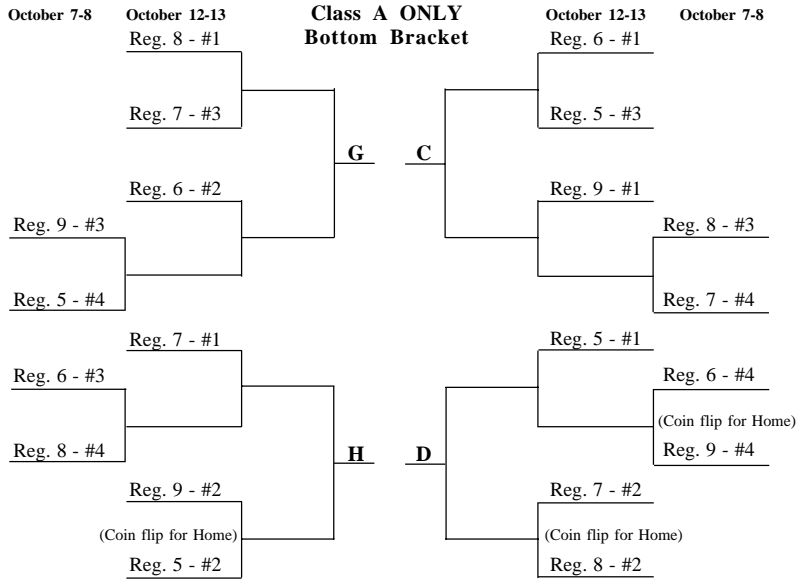 October 7-8
October 12-13
Class A ONLY
Bottom Bracket
October 12-13
October 7-8
Reg. 8 - #1
Reg. 7 - #3
G
Reg. 6 - #2
Reg. 9 - #3
Reg. 5 - #4
Reg. 7 - #1
Reg. 6 - #3
Reg. 8 - #4
H
Reg. 9 - #2
(Coin flip for Home)
Reg. 5 - #2
Reg. 6 - #1
Reg. 5 - #3
C
Reg. 9 - #1
Reg. 8 - #3
Reg. 7 - #4
Reg. 5 - #1
Reg. 6 - #4
(Coin flip for Home)
Reg. 9 - #4
D
Reg. 7 - #2
(Coin flip for Home)
Reg. 8 - #2